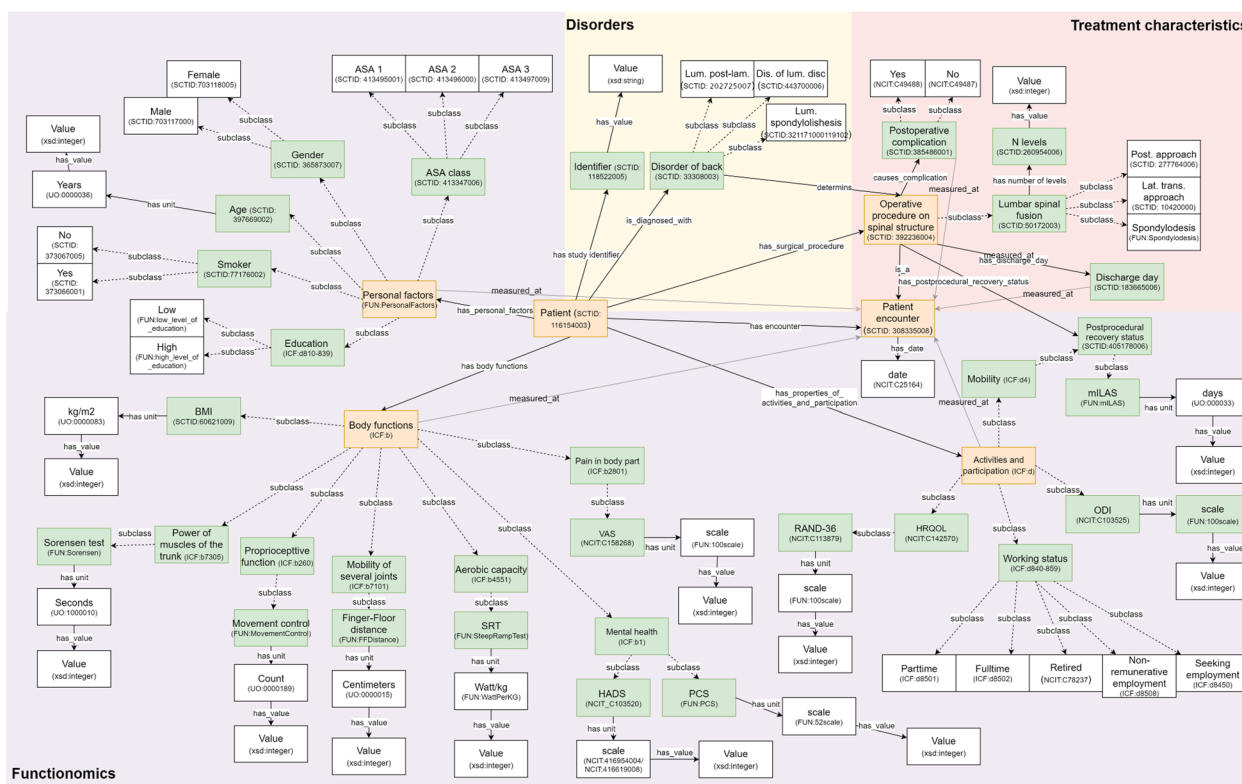 Disorders
Treatment characteristics
Functionomics
Female
(SCTID:703118005)
Male
(SCTID:703117000)
subclass
subclass
Gender
(SCTID: 365873007)
ASA 1
(SCTID: 413495001)
ASA 2
(SCTID: 413496000)
ASA 3
(SCTID: 413497009)
subclass
subclass
subclass
ASA class
(SCTID: 413347006)
Value
(xsd:integer)
has_value
Years
(UO:0000036)
has unit
Age (SCTID:
397669002)
subclass
subclass
subclass
No
(SCTID:
373067005)
Yes
(SCTID:
373066001)
subclass
subclass
Smoker
(SCTID:77176002)
Personal factors
(FUN:PersonalFactors)
measured_at
has_personal_factors
Low
(FUN:low_level_of
_education)
High
(FUN:high_level_of
_education)
subclass
subclass
Education
(ICF:d810-839)
subclass
Value
(xsd:string)
has_value
Identifier (SCTID:
118522005)
has study identifier
Lum. post-lam.
(SCTID: 202725007)
Dis. of lum. disc
(SCTID:443700006)
Lum.
spondylolishesis
(SCTID:321171000119102)
subclass
subclass
subclass
Disorder of back
(SCTID: 33308003)
is_diagnosed_with
determins
Patient (SCTID:
116154003)
has_surgical_procedure
has encounter
Yes
(NCIT:C49488)
No
(NCIT:C49487)
subclass
subclass
Postoperative
complication
(SCTID:385486001)
causes_complication
measured_at
Operative
procedure on
spinal structure
(SCTID: 392236004)
subclass
Value
(xsd:integer)
has_value
N levels
(SCTID:260954006)
has number of levels
Lumbar spinal
fusion
(SCTID:50172003)
subclass
subclass
subclass
Post. approach
(SCTID: 277764006)
Lat. trans.
approach
(SCTID: 10420000)
Spondylodesis
(FUN:Spondylodesis)
has_discharge_day
is_a
has_postprocedural_recovery_status
Discharge day
(SCTID:183665006)
measured_at
Patient
encounter
(SCTID: 308335008)
has_date
date
(NCIT:C25164)
Postprocedural
recovery status
(SCTID:405178006)
subclass
Mobility (ICF:d4)
subclass
mILAS
(FUN:mILAS)
has unit
days
(UO:000033)
has_value
Value
(xsd:integer)
measured_at
subclass
has_properties_of_
activities_and_participation
Activities and
participation (ICF:d)
has body functions
measured_at
kg/m2
(UO:0000083)
has unit
BMI
(SCTID:60621009)
subclass
has_value
Value
(xsd:integer)
Body functions
(ICF:b)
subclass
Pain in body part
(ICF:b2801)
subclass
VAS
(NCIT:C158268)
has unit
scale
(FUN:100scale)
has_value
Value
(xsd:integer)
subclass
subclass
subclass
subclass
subclass
Sorensen test
(FUN:Sorensen)
subclass
Power of
muscles of the
trunk (ICF:b7305)
has unit
Seconds
(UO:1000010)
has_value
Value
(xsd:integer)
Proprioceptive
function (ICF:b260)
subclass
Movement control
(FUN:MovementControl)
has unit
Count
(UO:0000189)
has_value
Value
(xsd:integer)
Mobility of
several joints
(ICF:b7101)
subclass
Finger-Floor
distance
(FUN:FFDistance)
has unit
Centimeters
(UO:0000015)
has_value
Value
(xsd:integer)
Aerobic capacity
(ICF:b4551)
subclass
SRT
(FUN:SteepRampTest)
has unit
Watt/kg
(FUN:WattPerKG)
has_value
Value
(xsd:integer)
Mental health
(ICF:b1)
subclass
subclass
HADS
(NCIT_C103520)
has unit
scale
(NCIT:416954004/
NCIT:416619008)
has_value
Value
(xsd:integer)
PCS
(FUN:PCS)
has unit
scale
(FUN:52scale)
has_value
Value
(xsd:integer)
subclass
subclass
subclass
RAND-36
(NCIT:C113879)
subclass
HRQOL
(NCIT:C142570)
has unit
scale
(FUN:100scale)
has_value
Value
(xsd:integer)
ODI
(NCIT:C103525)
has unit
scale
(FUN:100scale)
has_value
Value
(xsd:integer)
Working status
(ICF:d840-859)
subclass
subclass
subclass
subclass
subclass
Parttime
(ICF:d8501)
Fulltime
(ICF:d8502)
Retired
(NCIT:C78237)
Non-
remunerative
employment
(ICF:d8508)
Seeking
employment
(ICF:d8450)